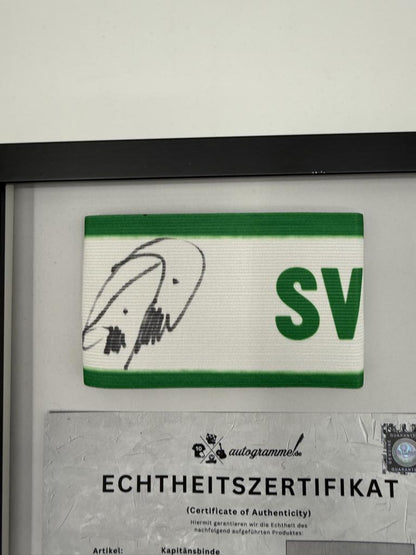 SV
autogramme.de
ECHTHEITSZERTIFIKAT
(Certificate of Authenticity)
Hiermit garantieren wir die Echtheit des
nachfolgend aufgeführten Produktes:
Artikel: Kapitänsbinde